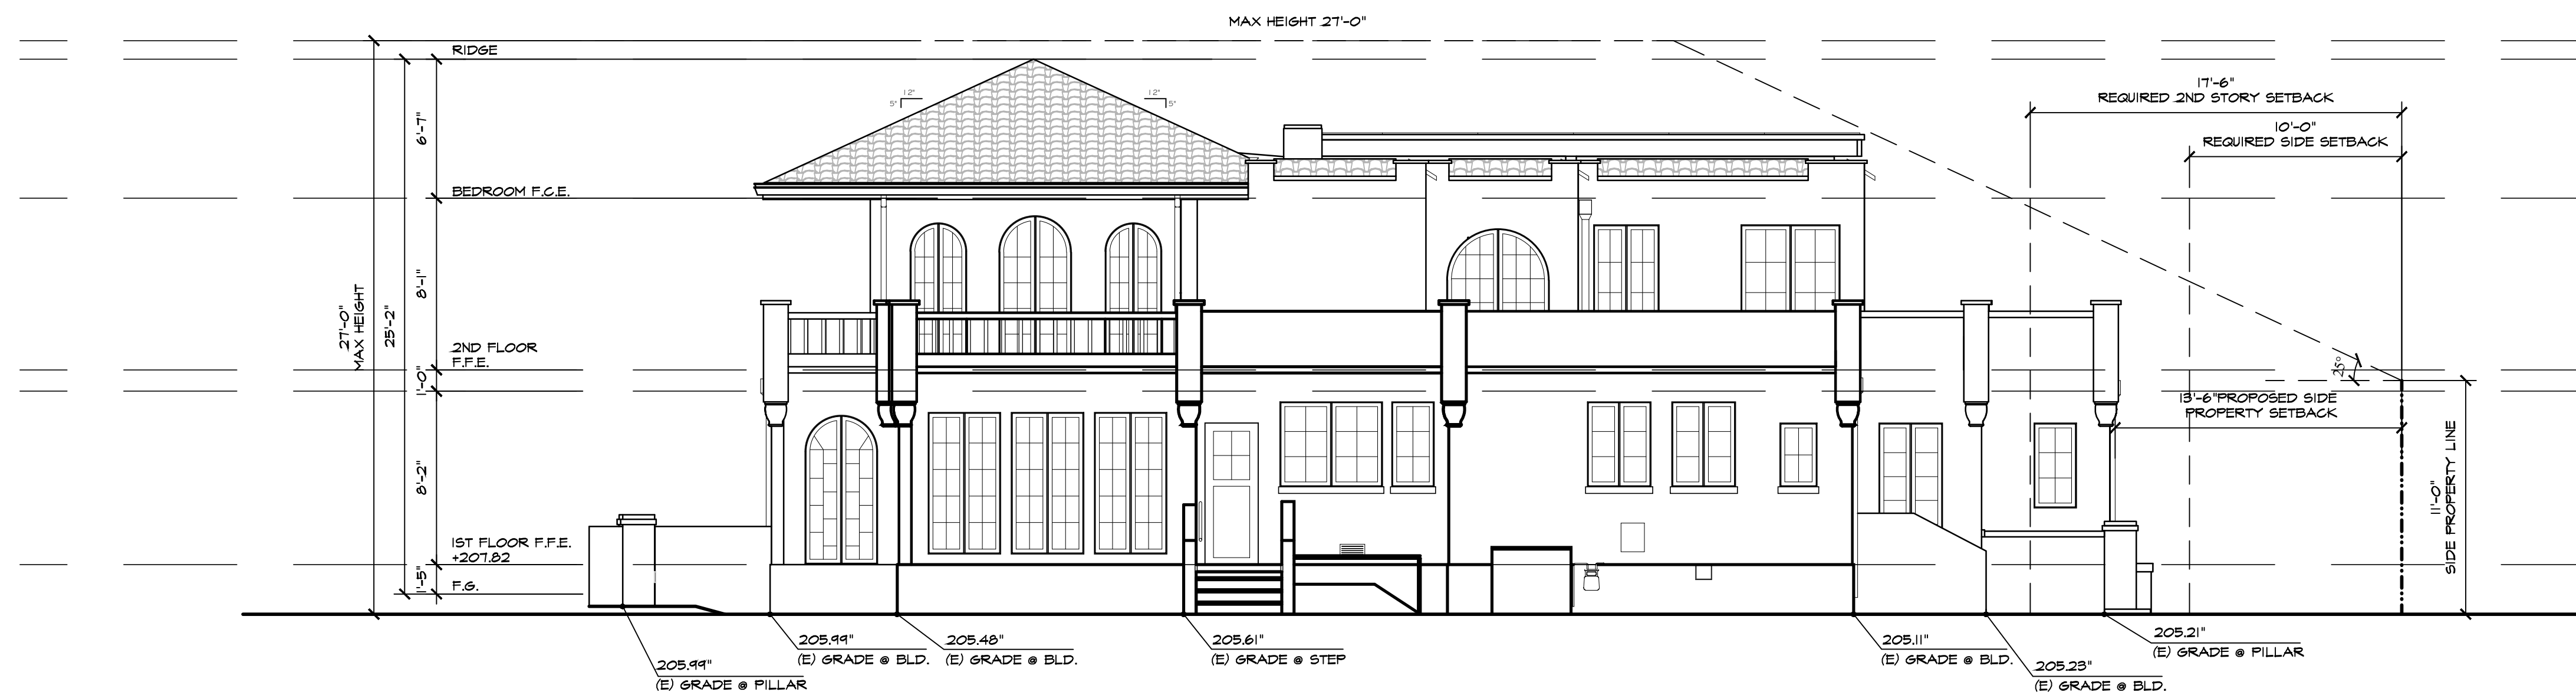 MAX HEIGHT 27'-0"
RIDGE
12"
5"
12"
5"
17'-6"
REQUIRED 2ND STORY SETBACK
10'-0"
REQUIRED SIDE SETBACK
6'-7"
BEDROOM F.C.E.
8'-1"
27'-0"
MAX HEIGHT
25'-2"
2ND FLOOR
F.F.E.
1'-0"
25°
13'-6"PROPOSED SIDE
PROPERTY SETBACK
8'-2"
11'-0"
SIDE PROPERTY LINE
1ST FLOOR F.F.E.
+207.82
1'-5"
F.G.
205.99"
(E) GRADE @ PILLAR
205.99"
(E) GRADE @ BLD.
205.48"
(E) GRADE @ BLD.
205.61"
(E) GRADE @ STEP
205.11"
(E) GRADE @ BLD.
205.23"
(E) GRADE @ BLD.
205.21"
(E) GRADE @ PILLAR